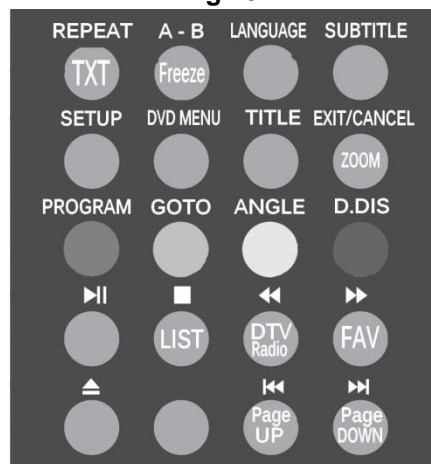 REPEAT A - B LANGUAGE SUBTITLE
TXT Freeze
SETUP DVD MENU TITLE EXIT/CANCEL
ZOOM
PROGRAM GOTO ANGLE D.DIS
LIST DTV Radio FAV
Page UP Page DOWN